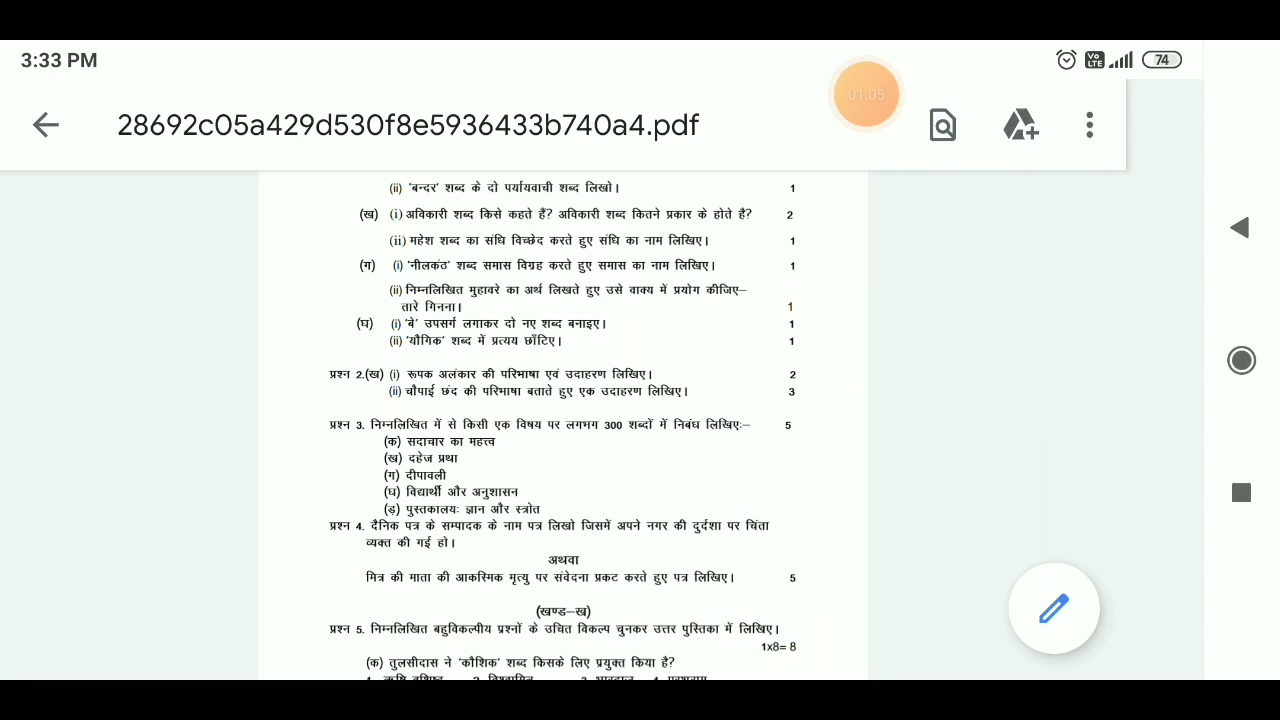 3:33 PM
Vo LTE
74
01:05
28692c05a429d530f8e5936433b740a4.pdf
(ii) 'बन्दर' शब्द के दो पर्यायवाची शब्द लिखो। 1
(ख) (i) अविकारी शब्द किसे कहते हैं? अविकारी शब्द कितने प्रकार के होते है? 2
(ii) महेश शब्द का संधि विच्छेद करते हुए संधि का नाम लिखिए। 1
(ग) (i) 'नीलकंठ' शब्द समास विग्रह करते हुए समास का नाम लिखिए। 1
(ii) निम्नलिखित मुहावरे का अर्थ लिखते हुए उसे वाक्य में प्रयोग कीजिए–
तारे गिनना। 1
(घ) (i) 'बे' उपसर्ग लगाकर दो नए शब्द बनाइए। 1
(ii) 'यौगिक' शब्द में प्रत्यय छाँटिए। 1
प्रश्न 2.(ख) (i) रूपक अलंकार की परिभाषा एवं उदाहरण लिखिए। 2
(ii) चौपाई छंद की परिभाषा बताते हुए एक उदाहरण लिखिए। 3
प्रश्न 3. निम्नलिखित में से किसी एक विषय पर लगभग 300 शब्दों में निबंध लिखिए:– 5
(क) सदाचार का महत्त्व
(ख) दहेज प्रथा
(ग) दीपावली
(घ) विद्यार्थी और अनुशासन
(ड़) पुस्तकालयः ज्ञान और स्त्रोत
प्रश्न 4. दैनिक पत्र के सम्पादक के नाम पत्र लिखो जिसमें अपने नगर की दुर्दशा पर चिंता
व्यक्त की गई हो।
अथवा
मित्र की माता की आकस्मिक मृत्यु पर संवेदना प्रकट करते हुए पत्र लिखिए। 5
(खण्ड–ख)
प्रश्न 5. निम्नलिखित बहुविकल्पीय प्रश्नों के उचित विकल्प चुनकर उत्तर पुस्तिका में लिखिए।
1x8= 8
(क) तुलसीदास ने 'कौशिक' शब्द किसके लिए प्रयुक्त किया है?